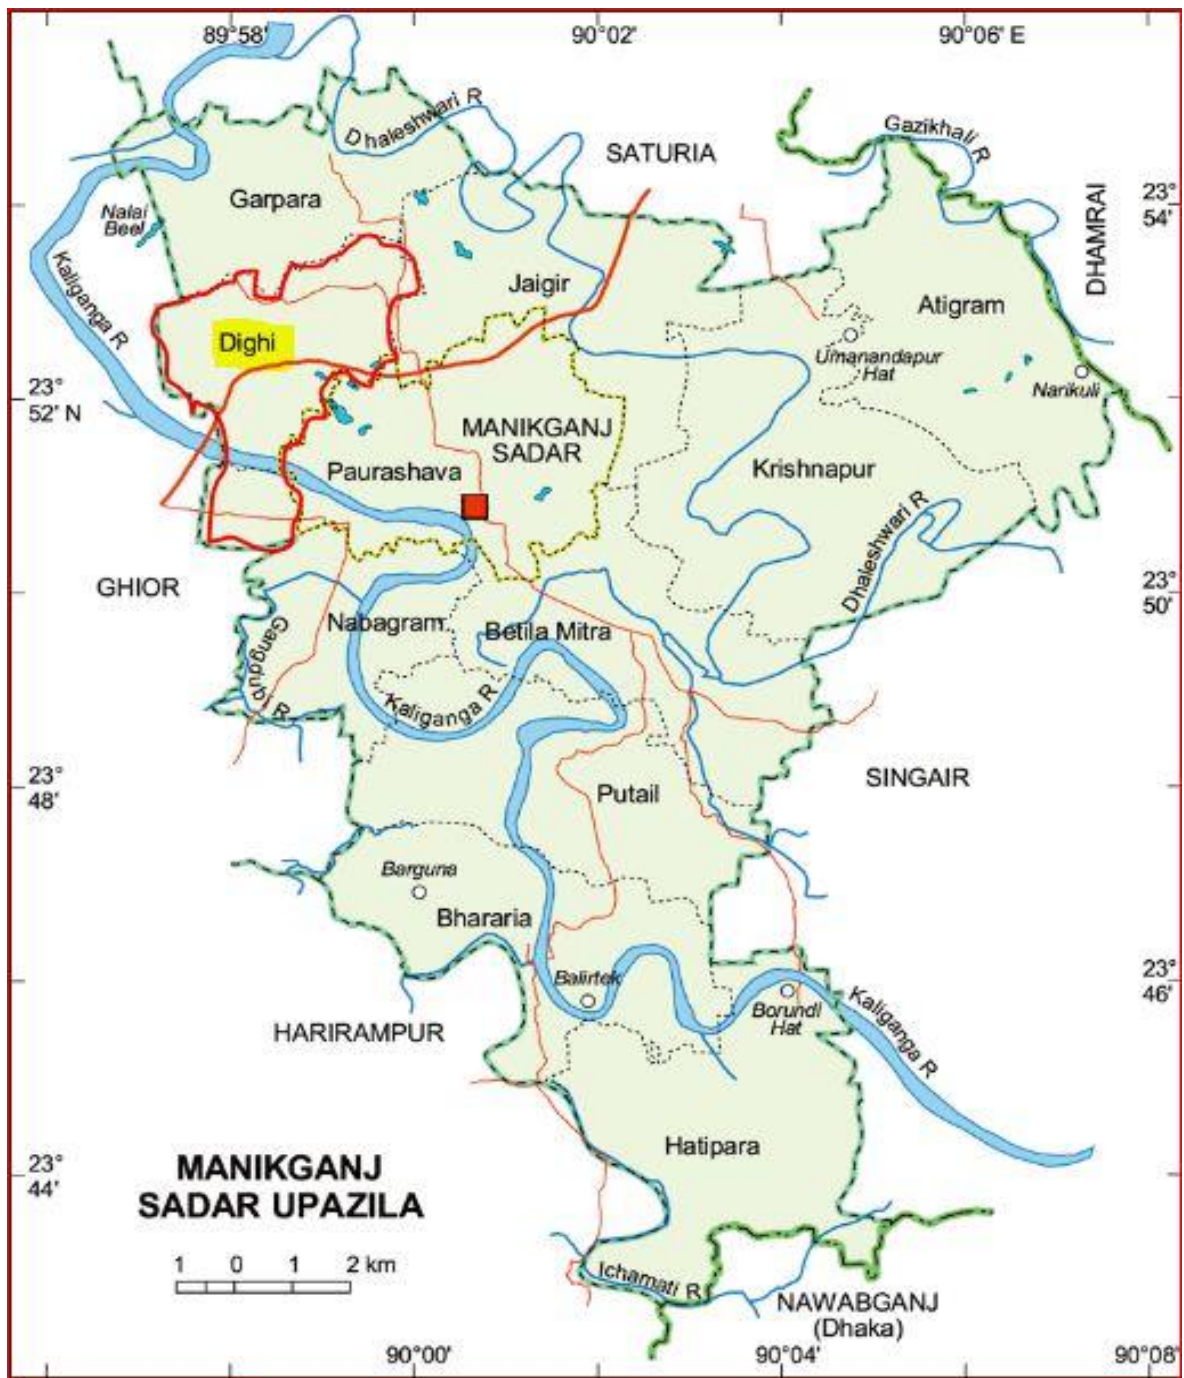 89°58'
90°02'
90°06' E
Dhaleshwari R
Gazikhali R
SATURIA
DHAMRAI
23°
54'
Garpara
Nalai
Beel
Kaliganga R
Jaigir
Atigram
Dighi
Umanandapur
Hat
Narikuli
23°
52' N
MANIKGANJ
SADAR
Paurashava
Krishnapur
Dhaleshwari R
GHIOR
23°
50'
Nabagram
Betila Mitra
Gangdubi R
Kaliganga R
23°
48'
SINGAIR
Putail
Barguna
Bhararia
Balirtek
23°
46'
Borundi
Hat
Kaliganga R
HARIRAMPUR
Hatipara
23°
44'
MANIKGANJ
SADAR UPAZILA
1 0 1 2 km
Ichamati R
NAWABGANJ
(Dhaka)
90°00'
90°04'
90°08'